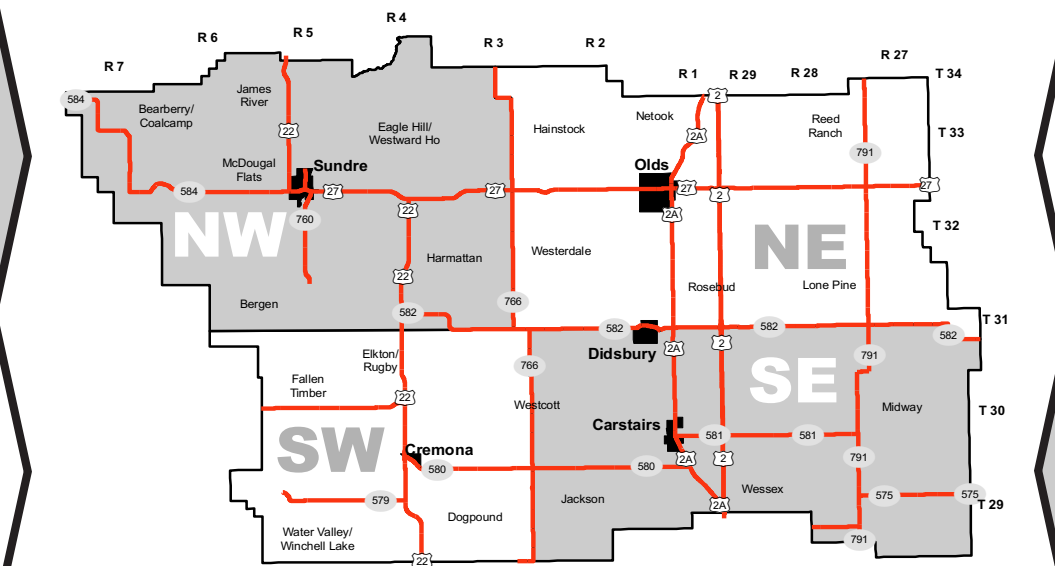 R 4
R 6
R 5
R 3
R 2
R 27
R 7
R 1
R 29
R 28
T 34
584
James
River
2
Bearberry/
Coalcamp
22
Eagle Hill/
Westward Ho
Hainstock
Netook
2A
Reed
Ranch
T 33
791
McDougal
Flats
Sundre
Olds
584
27
27
27
2
27
22
2A
760
NW
NE
T 32
Harmattan
Westerdale
22
Rosebud
Lone Pine
Bergen
766
582
T 31
582
582
582
Didsbury
2A
2
791
Elkton/
Rugby
766
SE
Fallen
Timber
22
Westcott
Midway
T 30
Carstairs
581
581
SW
Cremona
580
580
2A
2
791
579
Jackson
Wessex
575
575
T 29
2A
Dogpound
Water Valley/
Winchell Lake
791
22